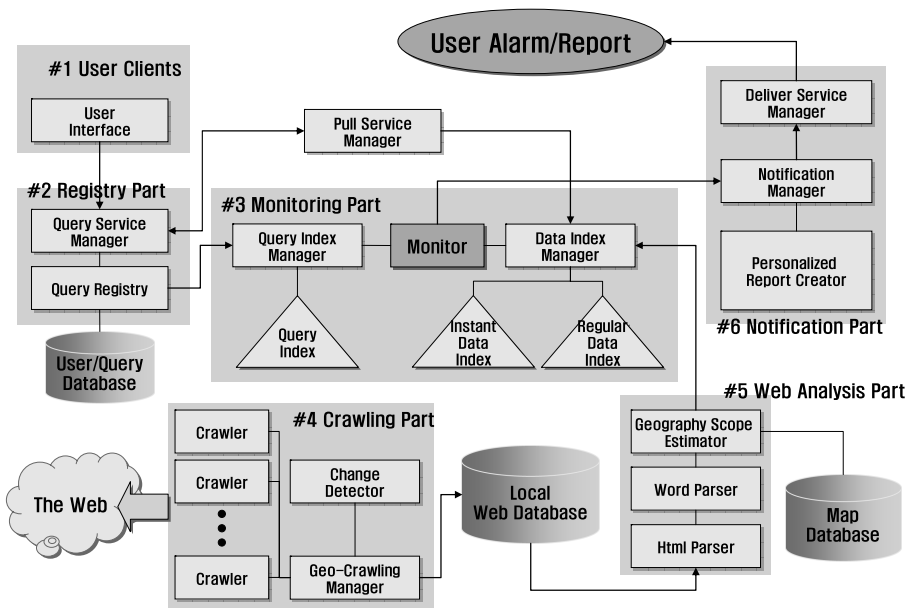 User Alarm/Report
#1 User Clients
User
Interface
Pull Service
Manager
Deliver Service
Manager
Notification
Manager
Personalized
Report Creator
#6 Notification Part
#2 Registry Part
Query Service
Manager
Query Registry
User/Query
Database
#3 Monitoring Part
Query Index
Manager
Monitor
Data Index
Manager
Query
Index
Instant
Data
Index
Regular
Data
Index
#5 Web Analysis Part
Geography Scope
Estimator
Word Parser
Html Parser
Map
Database
#4 Crawling Part
Crawler
Crawler
Crawler
Change
Detector
Geo-Crawling
Manager
The Web
Local
Web Database